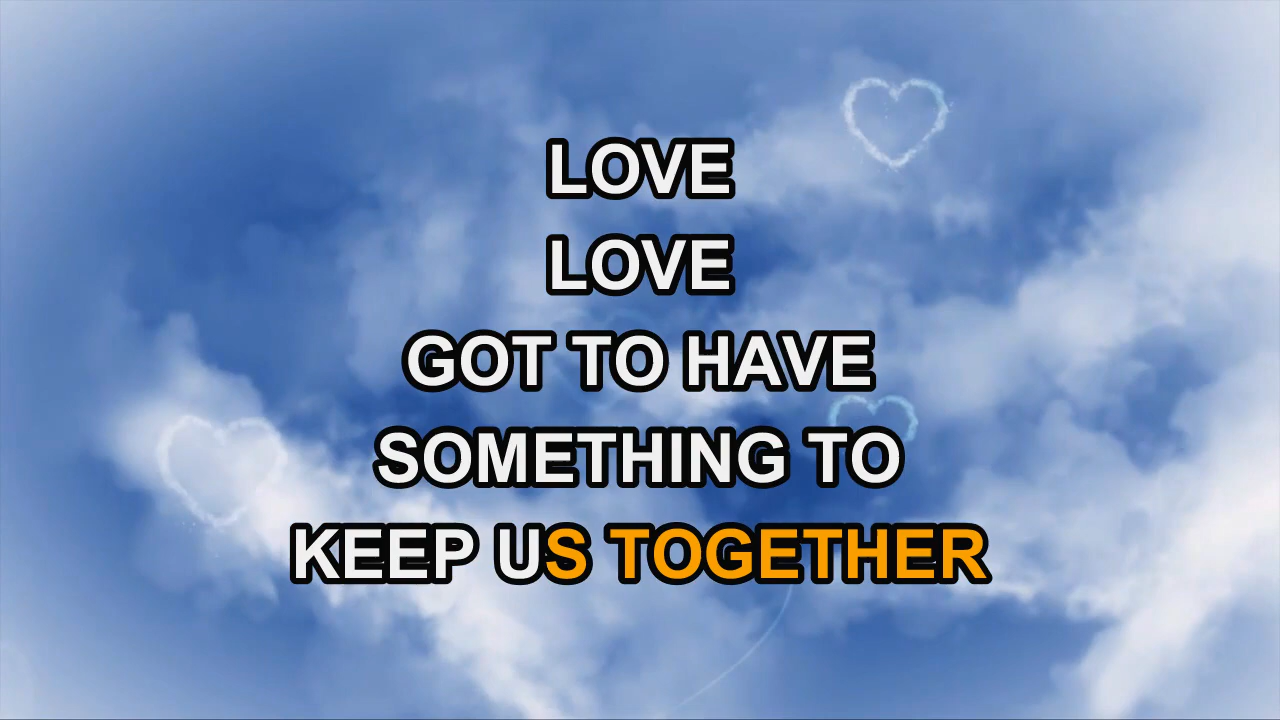 LOVE
LOVE
GOT TO HAVE
SOMETHING TO
KEEP US TOGETHER